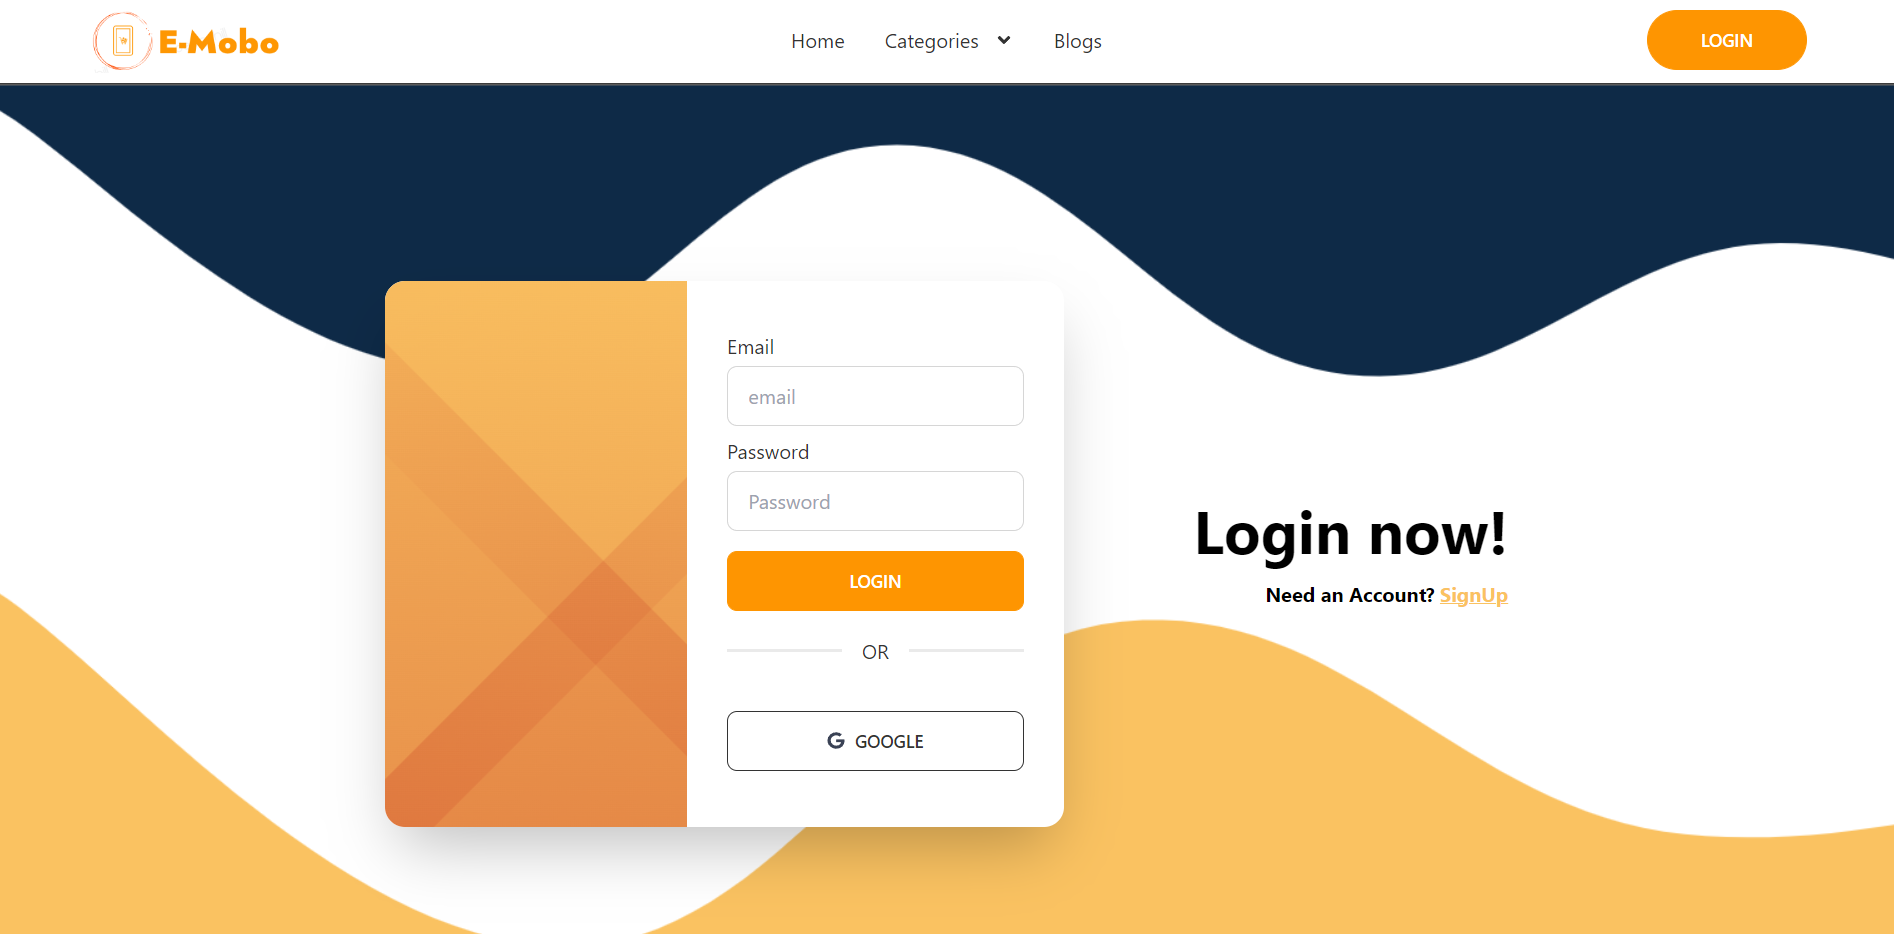 E-Mobo
Home Categories Blogs
LOGIN
Email
email
Password
Password
LOGIN
OR
GOOGLE
Login now!
Need an Account? SignUp